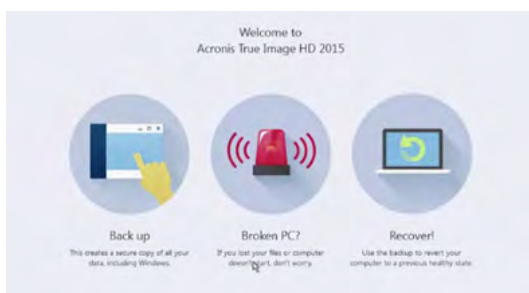 Welcome to
Acronis True Image HD 2015
Back up
This creates a secure copy of all your
data, including Windows.
Broken PC?
If you lost your files or computer
doesn't start, don't worry.
Recover!
Use the backup to revert your
computer to a previous healthy state.